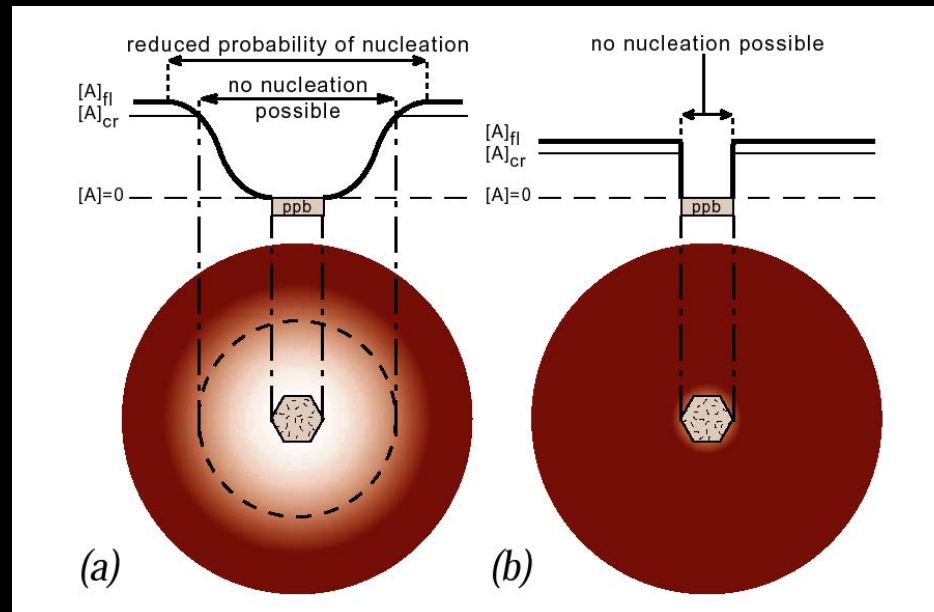 reduced probability of nucleation
no nucleation
possible
[A]fl
[A]cr
[A]=0
ppb
(a)
no nucleation possible
[A]fl
[A]cr
[A]=0
ppb
(b)